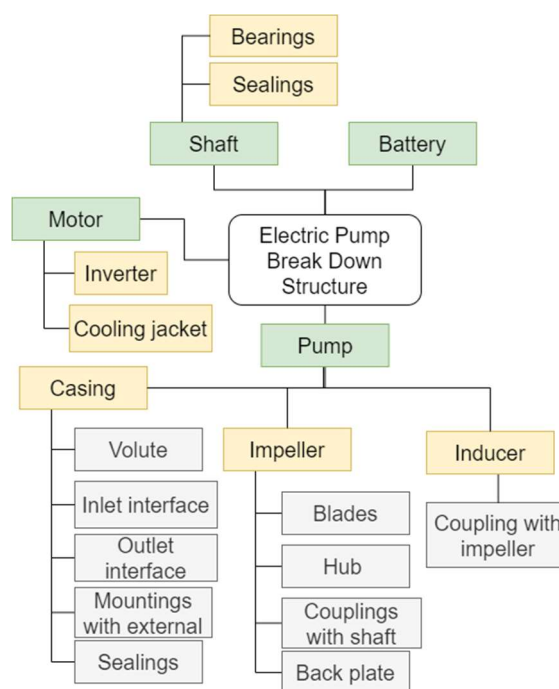 Bearings
Sealings
Shaft
Battery
Motor
Electric Pump
Break Down
Structure
Inverter
Cooling jacket
Pump
Casing
Impeller
Inducer
Volute
Inlet interface
Outlet
interface
Mountings
with external
Sealings
Blades
Hub
Couplings
with shaft
Back plate
Coupling with
impeller